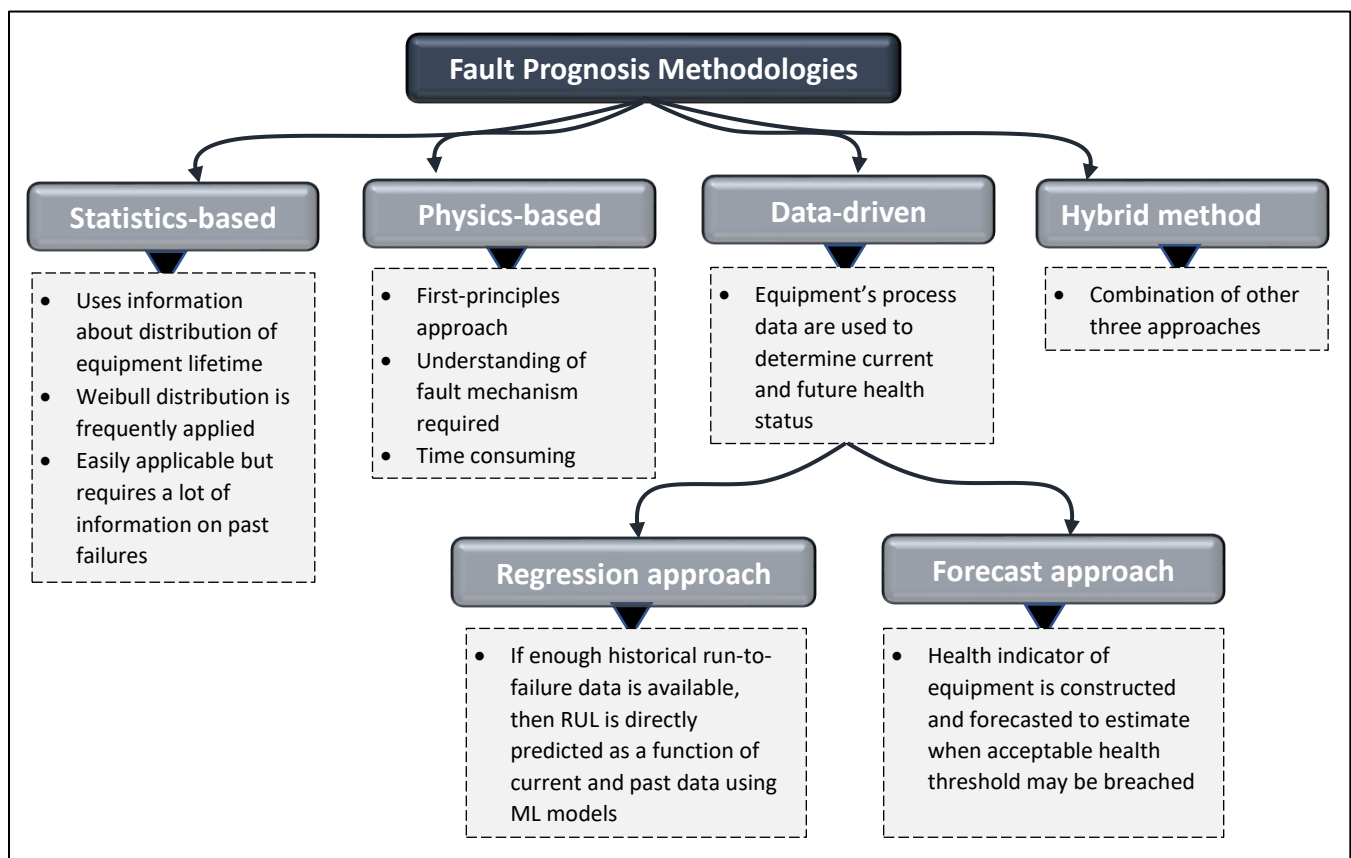 Fault Prognosis Methodologies
Statistics-based
• Uses information
about distribution of
equipment lifetime
• Weibull distribution is
frequently applied
• Easily applicable but
requires a lot of
information on past
failures
Physics-based
• First-principles
approach
• Understanding of
fault mechanism
required
• Time consuming
Data-driven
• Equipment’s process
data are used to
determine current
and future health
status
Hybrid method
• Combination of other
three approaches
Regression approach
• If enough historical run-to-
failure data is available,
then RUL is directly
predicted as a function of
current and past data using
ML models
Forecast approach
• Health indicator of
equipment is constructed
and forecasted to estimate
when acceptable health
threshold may be breached